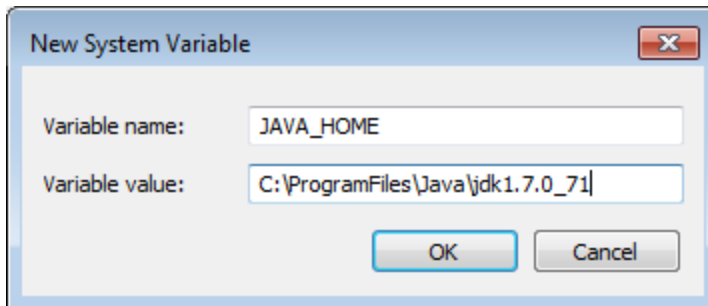 New System Variable
Variable name: JAVA_HOME
Variable value: C:\ProgramFiles\Java\jdk1.7.0_71
OK Cancel